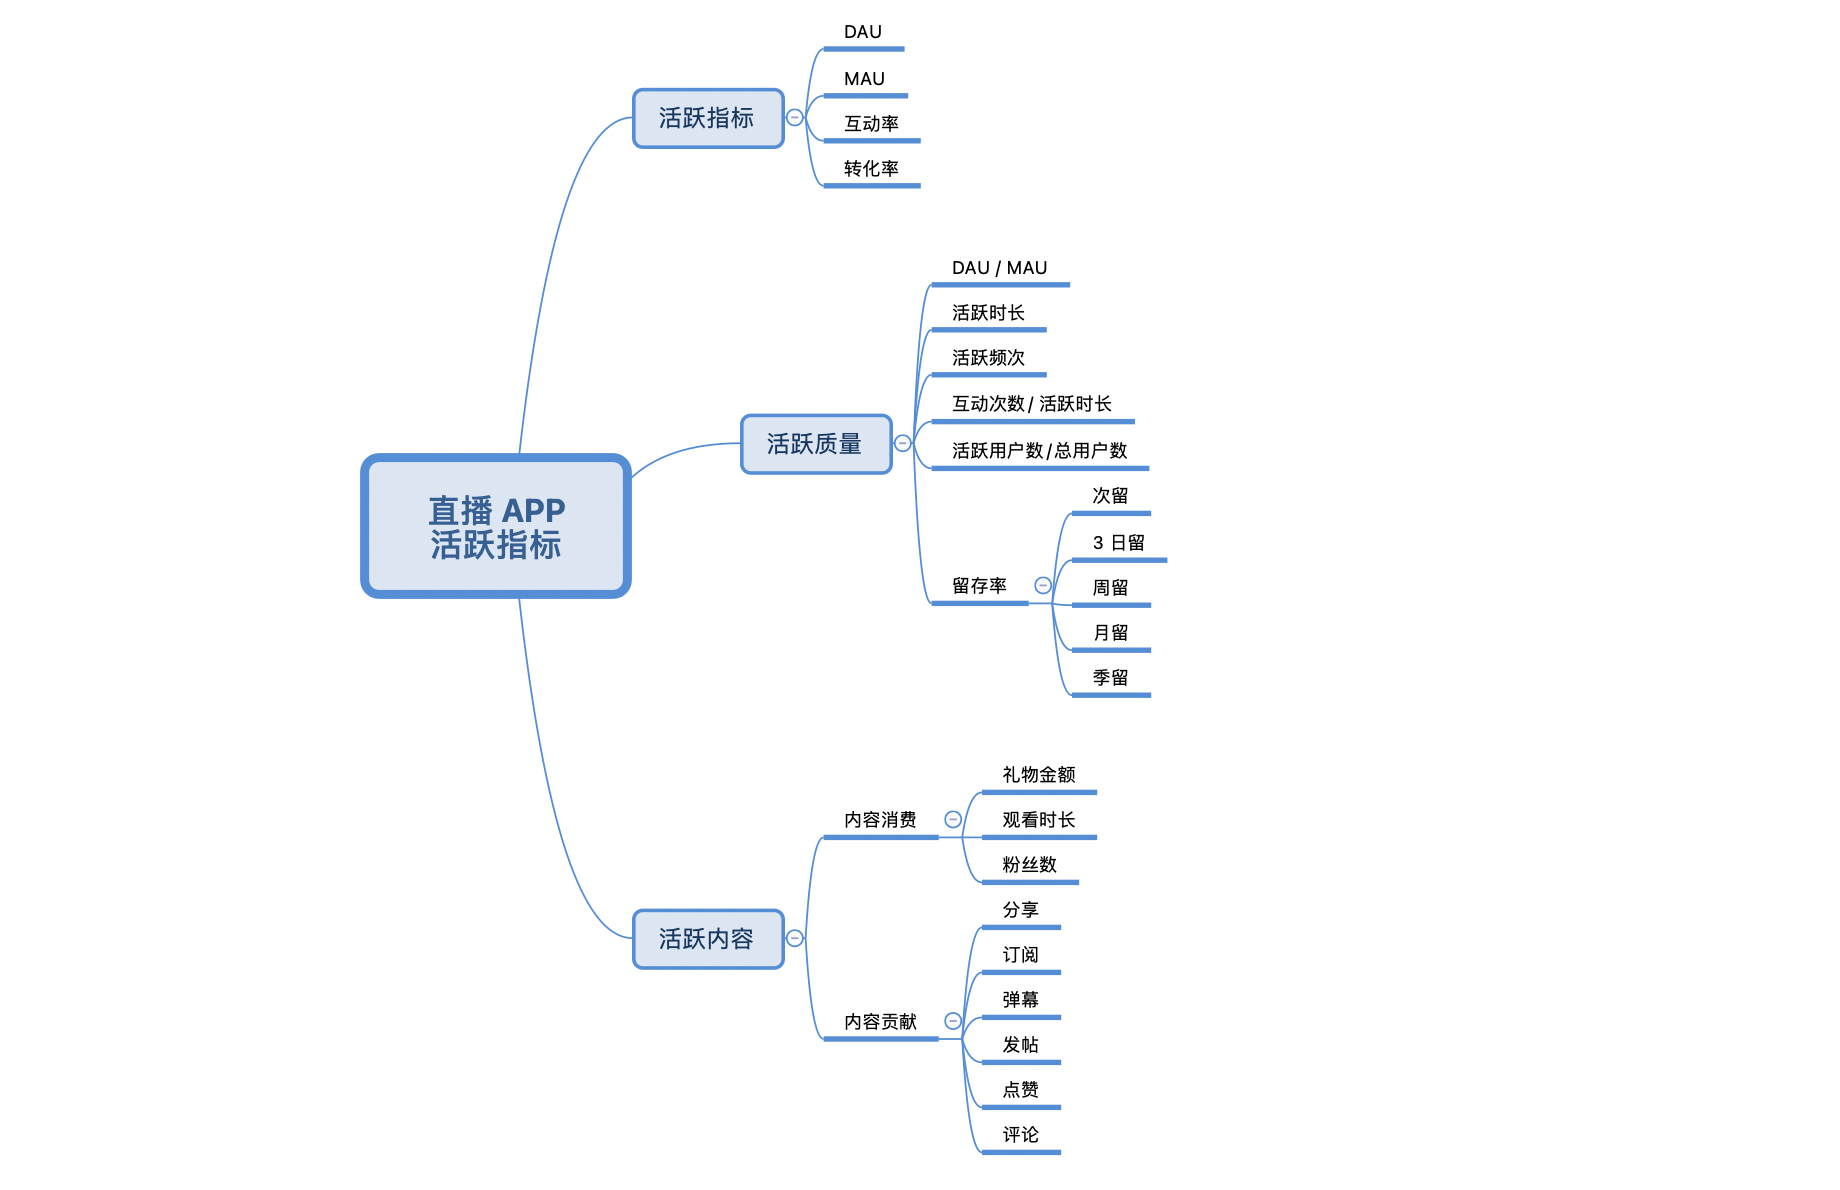 直播 APP
活跃指标
活跃指标
DAU
MAU
互动率
转化率
活跃质量
DAU / MAU
活跃时长
活跃频次
互动次数 / 活跃时长
活跃用户数 /总用户数
留存率
次留
3 日留
周留
月留
季留
活跃内容
内容消费
礼物金额
观看时长
粉丝数
内容贡献
分享
订阅
弹幕
发帖
点赞
评论